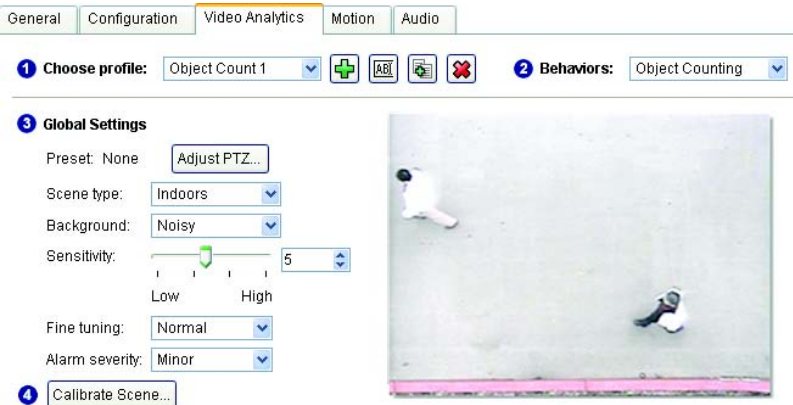 General Configuration Video Analytics Motion Audio
1 Choose profile: Object Count 1 ABI 2 Behaviors: Object Counting
3 Global Settings
Preset: None Adjust PTZ...
Scene type: Indoors
Background: Noisy
Sensitivity: 5
Low High
Fine tuning: Normal
Alarm severity: Minor
4 Calibrate Scene...